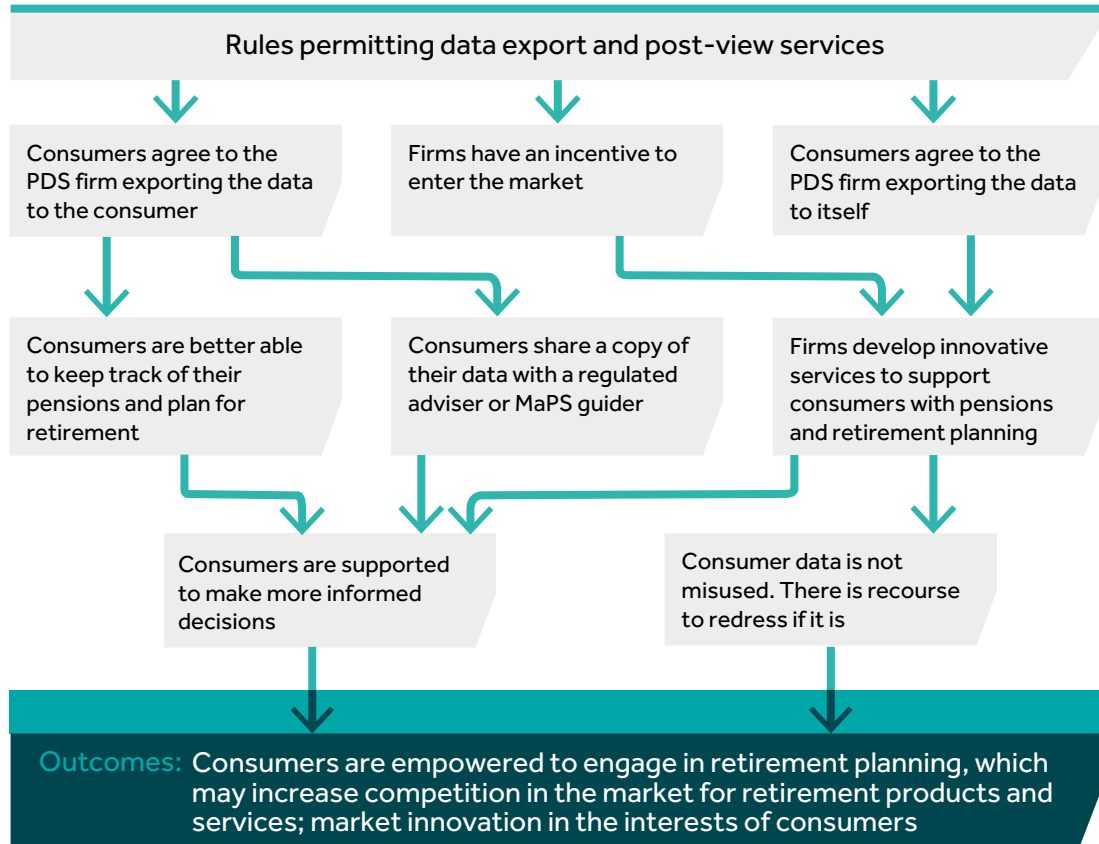 Rules permitting data export and post-view services
Consumers agree to the
PDS firm exporting the data
to the consumer
Firms have an incentive to
enter the market
Consumers agree to the
PDS firm exporting the data
to itself
Consumers are better able
to keep track of their
pensions and plan for
retirement
Consumers share a copy of
their data with a regulated
adviser or MaPS guider
Firms develop innovative
services to support
consumers with pensions
and retirement planning
Consumers are supported
to make more informed
decisions
Consumer data is not
misused. There is recourse
to redress if it is
Outcomes: Consumers are empowered to engage in retirement planning, which
may increase competition in the market for retirement products and
services; market innovation in the interests of consumers